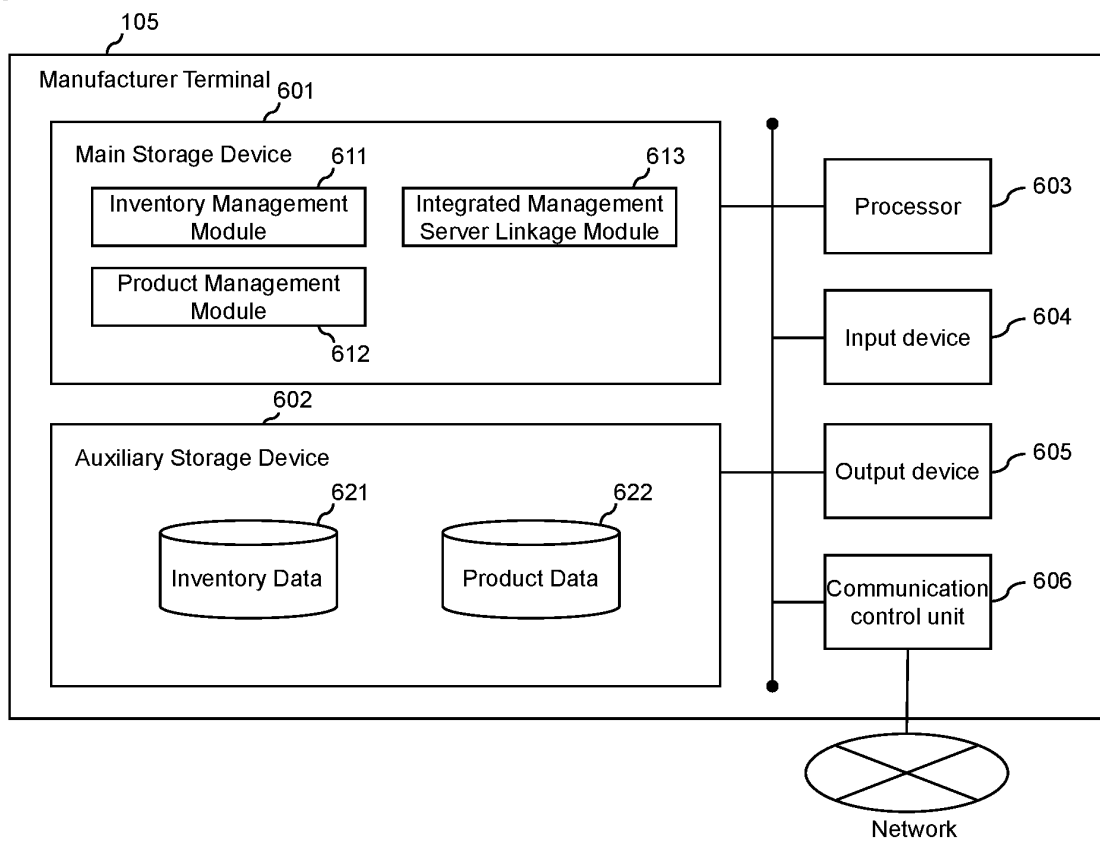 105
Manufacturer Terminal
601
Main Storage Device
611
613
Inventory Management
Module
Integrated Management
Server Linkage Module
Product Management
Module
612
602
Auxiliary Storage Device
621
622
Inventory Data
Product Data
Processor
603
Input device
604
Output device
605
Communication
control unit
606
Network